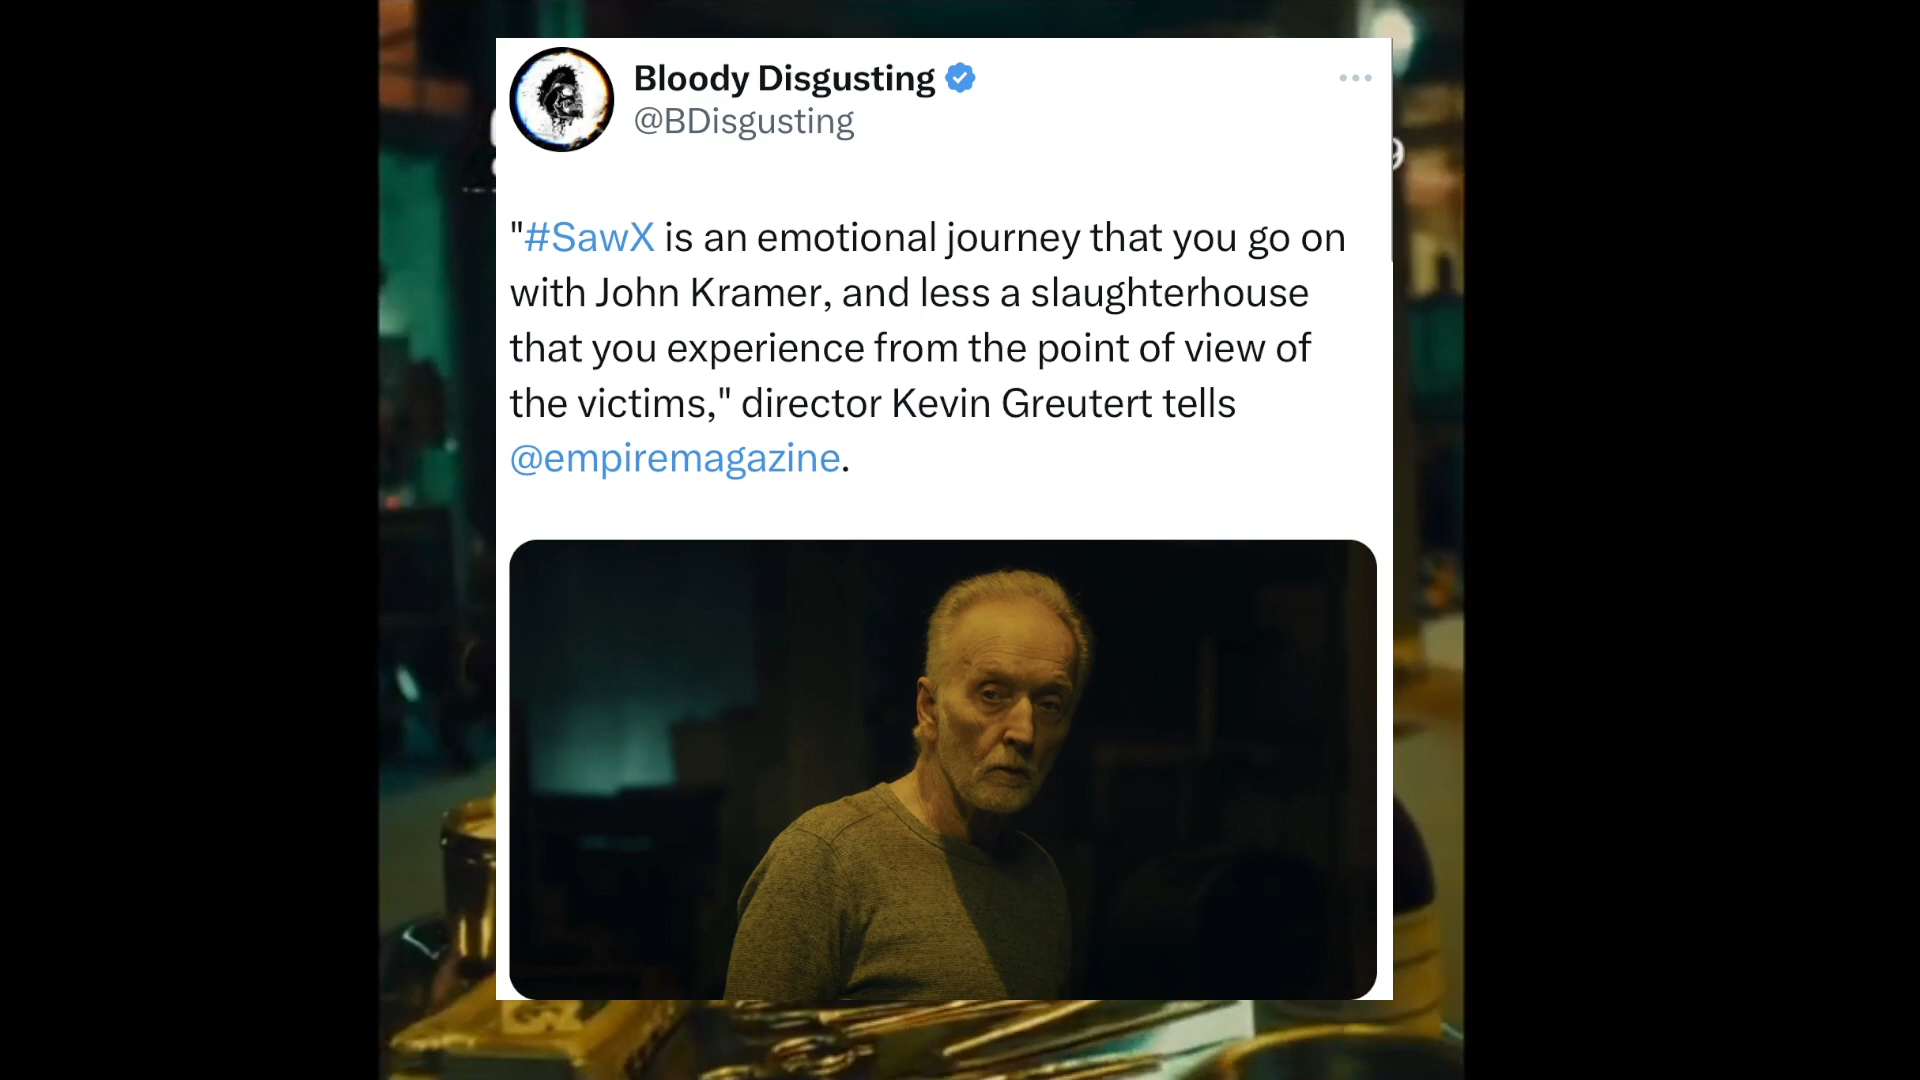 Bloody Disgusting
@BDisgusting
"#SawX is an emotional journey that you go on
with John Kramer, and less a slaughterhouse
that you experience from the point of view of
the victims," director Kevin Greutert tells
@empiremagazine.